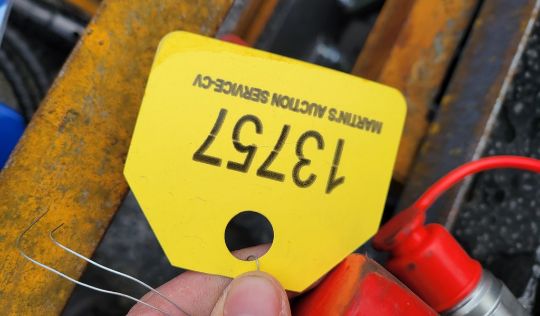 13757
MARTIN'S AUCTION SERVICE-CV